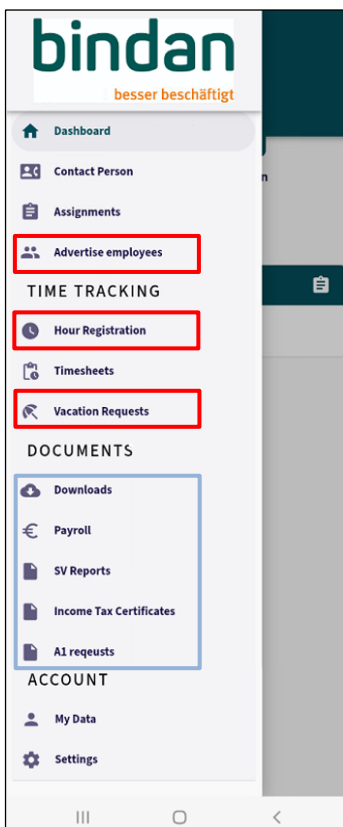 bindan
besser beschäftigt
Dashboard
Contact Person
n
Assignments
Advertise employees
TIME TRACKING
Hour Registration
Timesheets
Vacation Requests
DOCUMENTS
Downloads
Payroll
SV Reports
Income Tax Certificates
A1 reqeusts
ACCOUNT
My Data
Settings